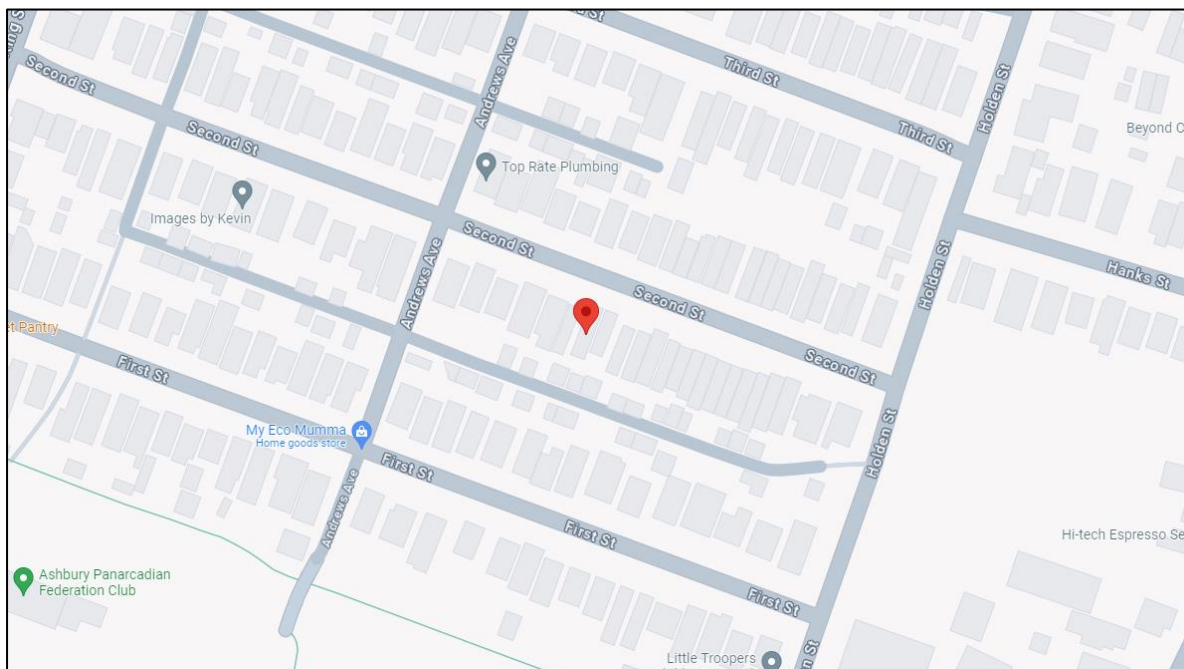 Third St
Third St
Holden St
Beyond C
Second St
Second St
Andrews Ave
Top Rate Plumbing
Images by Kevin
Second St
Holden St
Hanks St
Andrews Ave
Second St
Second St
et Pantry
First St
My Eco Mumma
Home goods store
First St
Holden St
Andrews Ave
First St
Hi-tech Espresso Se
Ashbury Panarcadian
Federation Club
First St
Little Troopers